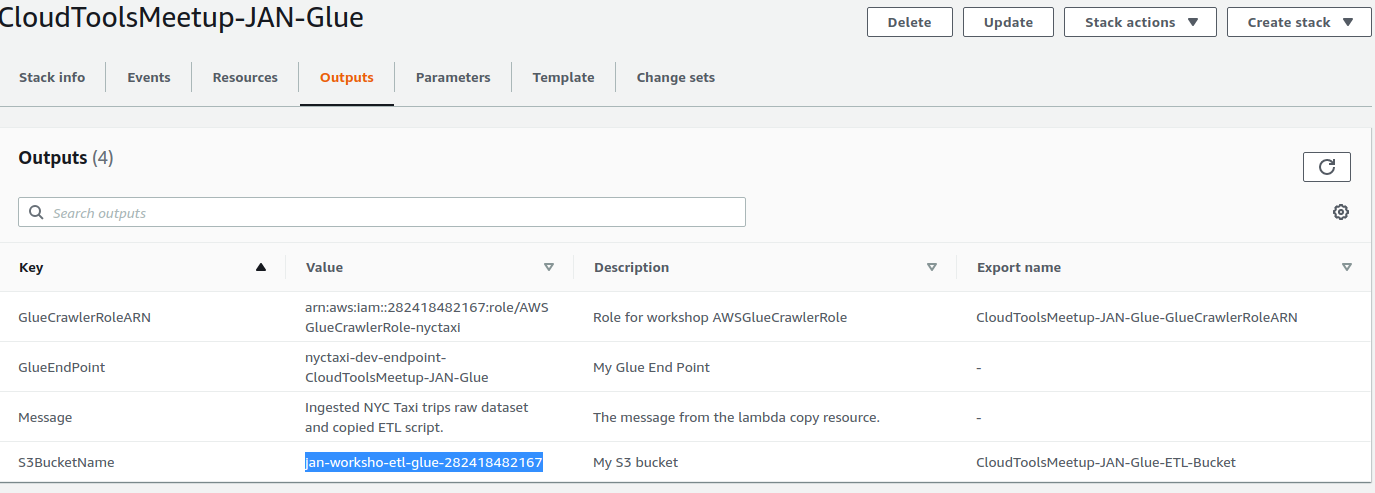 CloudToolsMeetup-JAN-Glue
Delete
Update
Stack actions
Create stack
Stack info
Events
Resources
Outputs
Parameters
Template
Change sets
Outputs (4)
Search outputs
Key
Value
Description
Export name
GlueCrawlerRoleARN
arn:aws:iam::282418482167:role/AWS
GlueCrawlerRole-nyctaxi
Role for workshop AWSGlueCrawlerRole
CloudToolsMeetup-JAN-Glue-GlueCrawlerRoleARN
GlueEndPoint
nyctaxi-dev-endpoint-
CloudToolsMeetup-JAN-Glue
My Glue End Point
-
Message
Ingested NYC Taxi trips raw dataset
and copied ETL script.
The message from the lambda copy resource.
-
S3BucketName
jan-worksho-etl-glue-282418482167
My S3 bucket
CloudToolsMeetup-JAN-Glue-ETL-Bucket